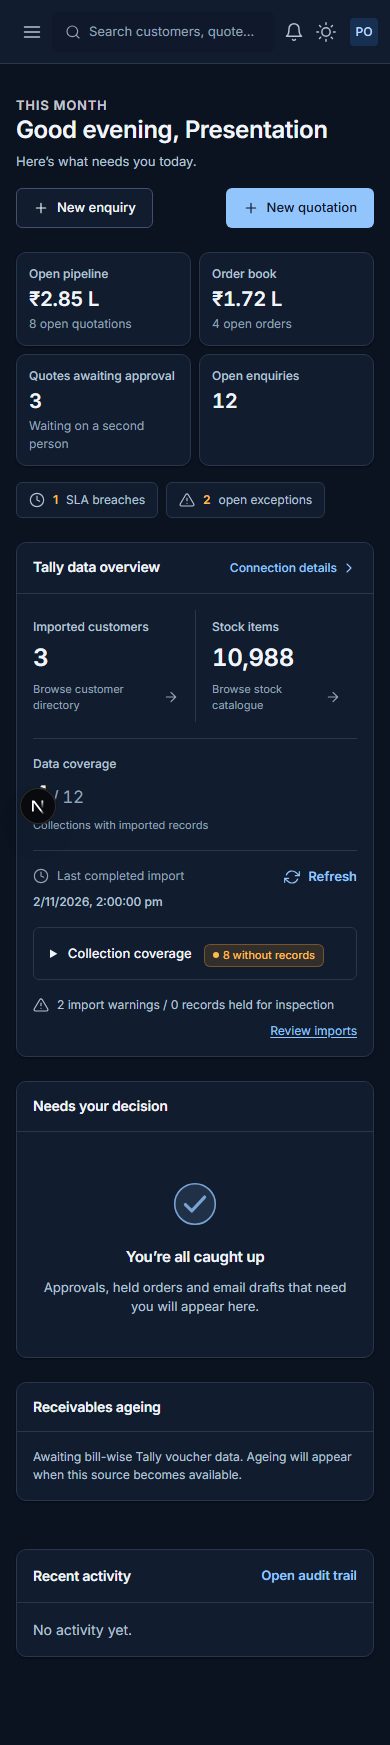 Search customers, quote...
PO
THIS MONTH
Good evening, Presentation
Here's what needs you today.
New enquiry
New quotation
Open pipeline
₹2.85 L
8 open quotations
Order book
₹1.72 L
4 open orders
Quotes awaiting approval
3
Waiting on a second
person
Open enquiries
12
1 SLA breaches
2 open exceptions
Tally data overview
Connection details
Imported customers
3
Browse customer
directory
Stock items
10,988
Browse stock
catalogue
Data coverage
/ 12
N
Collections with imported records
Last completed import
Refresh
2/11/2026, 2:00:00 pm
Collection coverage
8 without records
2 import warnings / 0 records held for inspection
Review imports
Needs your decision
You're all caught up
Approvals, held orders and email drafts that need
you will appear here.
Receivables ageing
Awaiting bill-wise Tally voucher data. Ageing will appear
when this source becomes available.
Recent activity
Open audit trail
No activity yet.